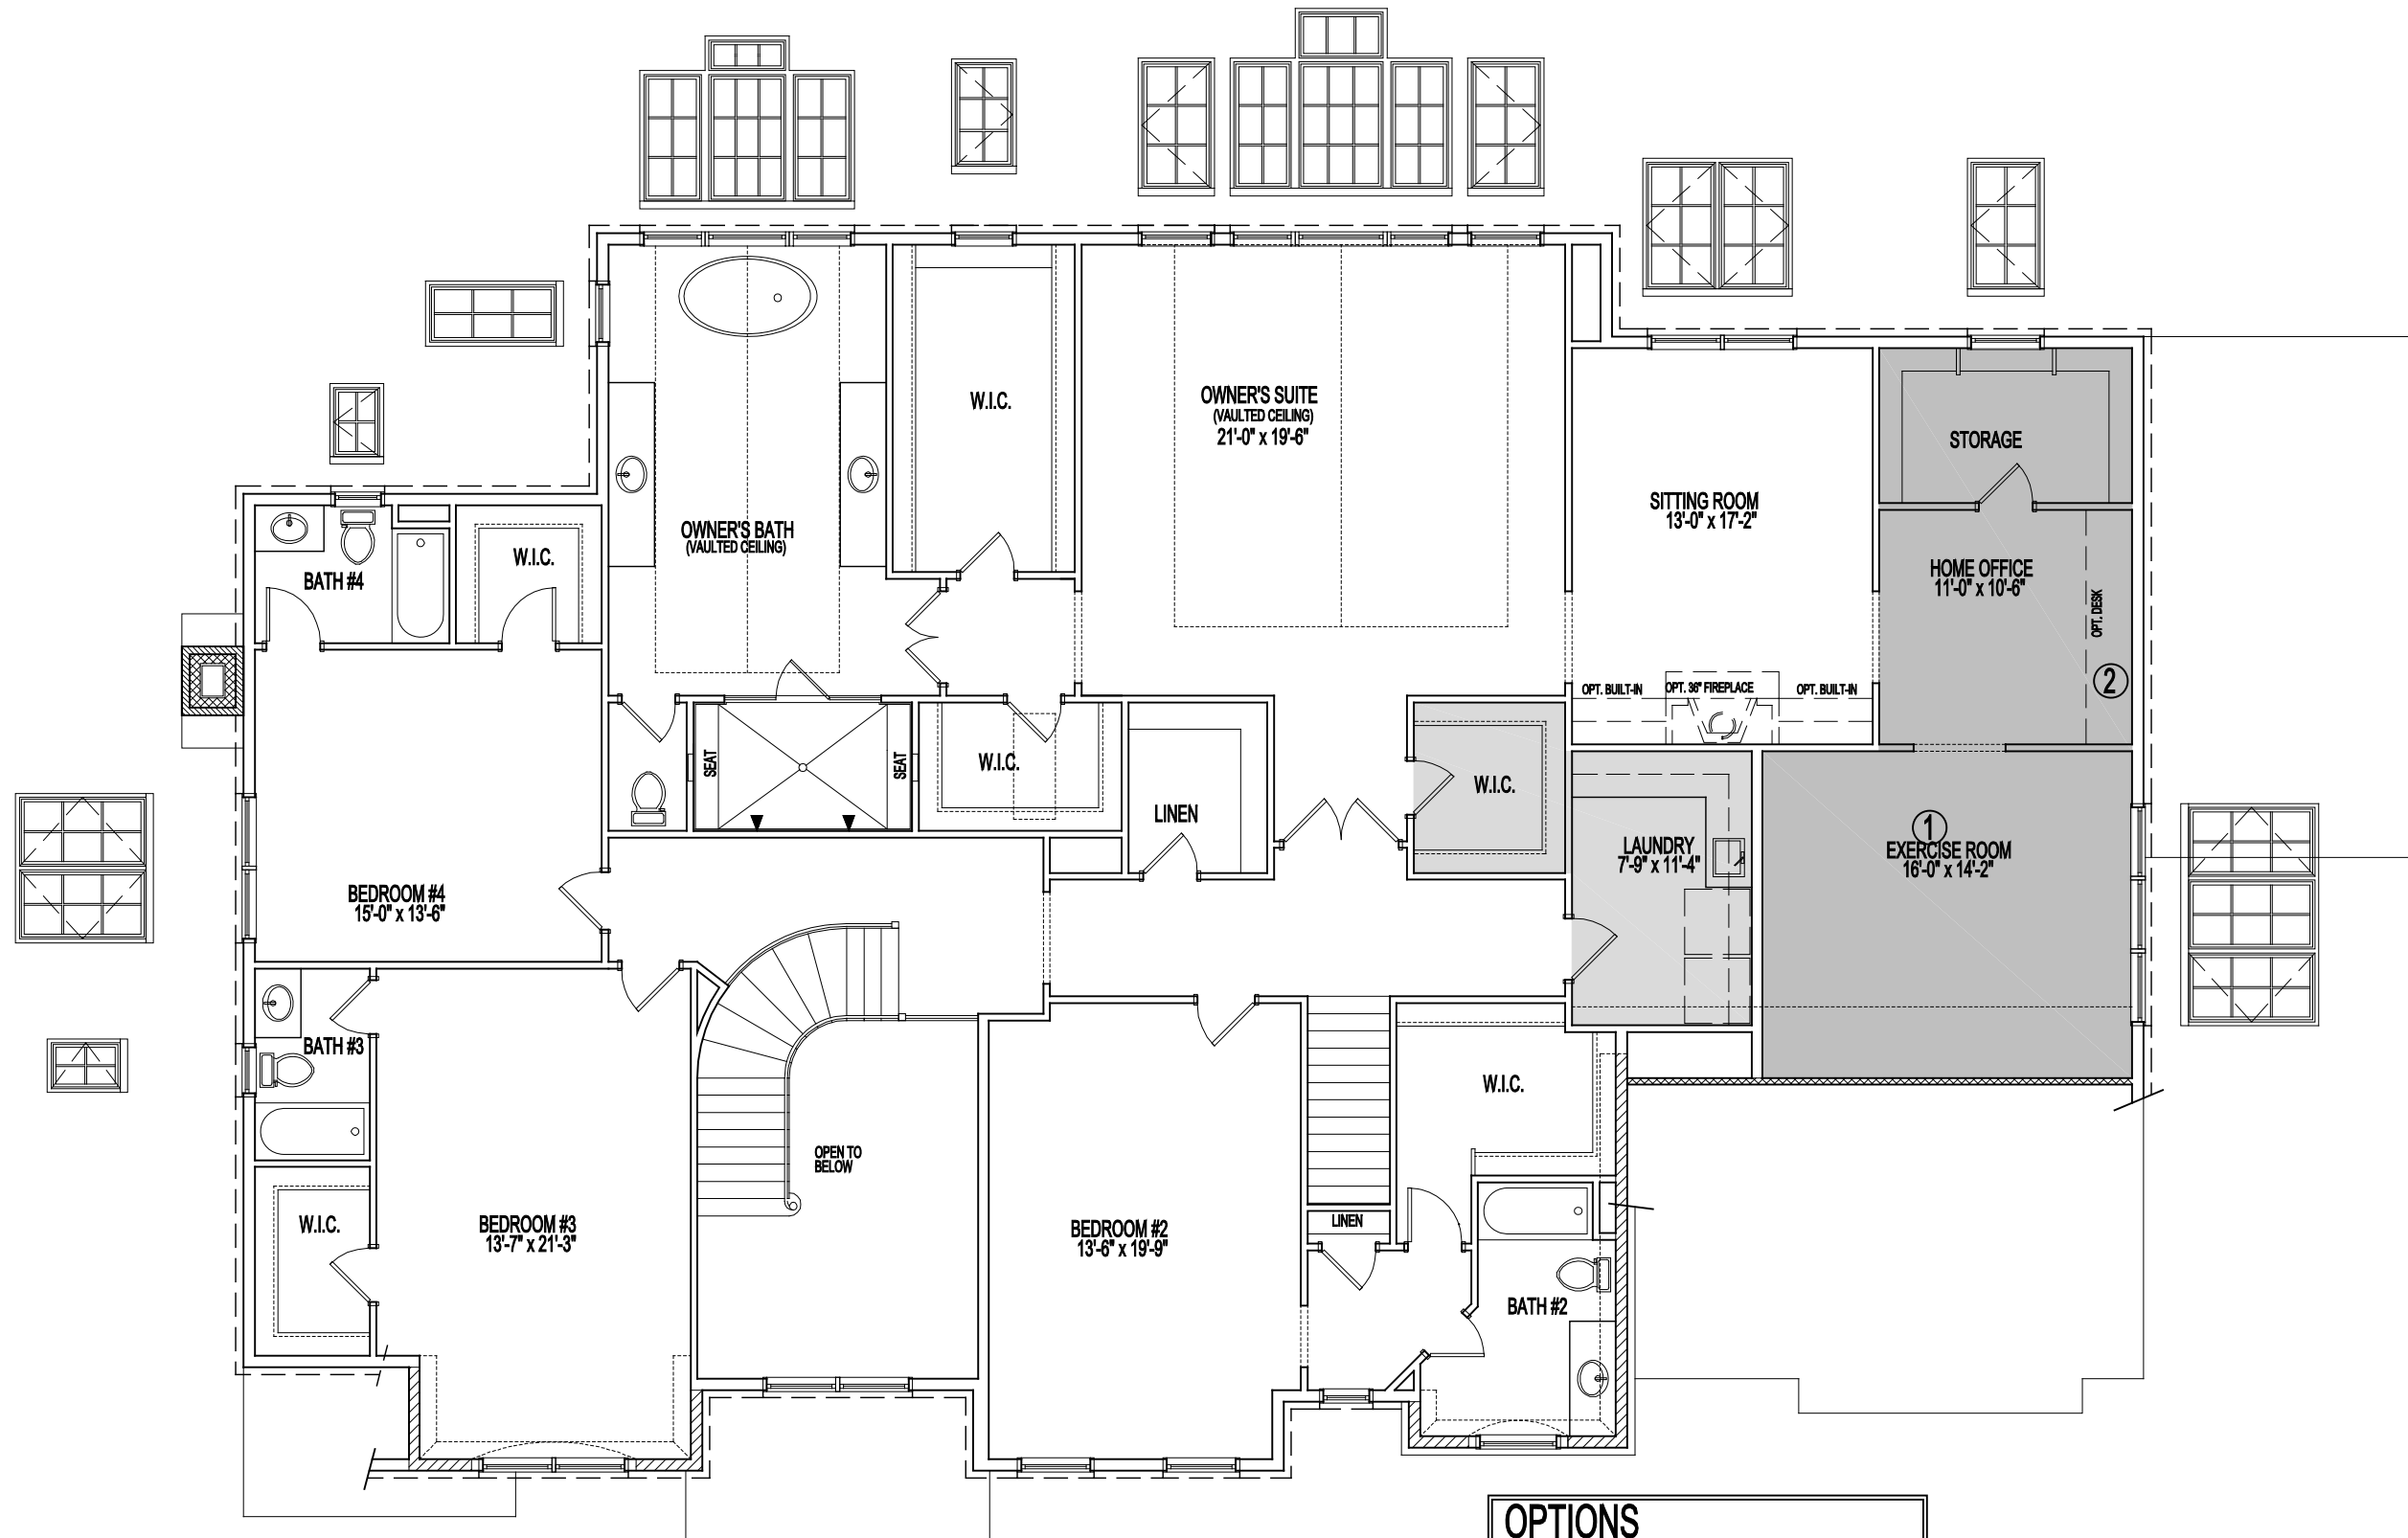 W.I.C.
OWNER'S SUITE
(VAULTED CEILING)
21'-0" x 19'-6"
STORAGE
SITTING ROOM
13'-0" x 17'-2"
OWNER'S BATH
(VAULTED CEILING)
W.I.C.
BATH #4
HOME OFFICE
11'-0" x 10'-6"
OPT. DESK
2
OPT. BUILT-IN
OPT. 36" FIREPLACE
OPT. BUILT-IN
SEAT
SEAT
W.I.C.
LINEN
W.I.C.
LAUNDRY
7'-9" x 11'-4"
1
EXERCISE ROOM
16'-0" x 14'-2"
BEDROOM #4
15'-0" x 13'-6"
BATH #3
W.I.C.
OPEN TO
BELOW
W.I.C.
BEDROOM #3
13'-7" x 21'-3"
BEDROOM #2
13'-6" x 19'-9"
LINEN
BATH #2
OPTIONS